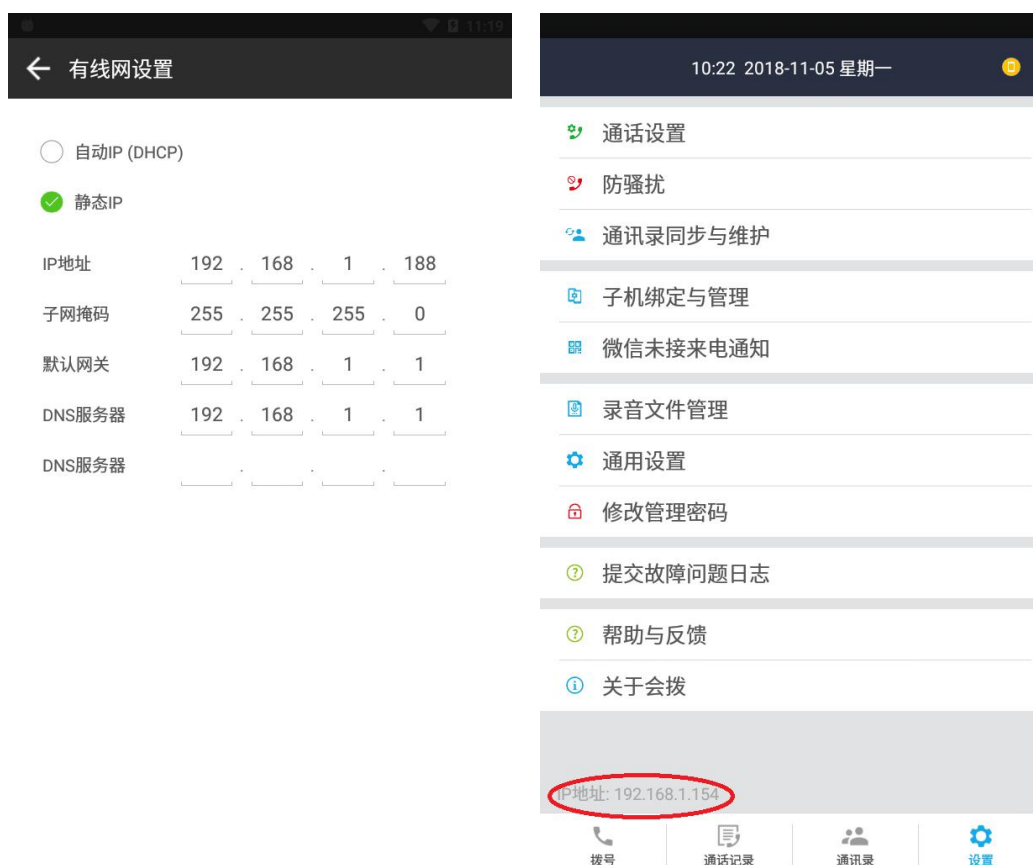 11:19
有线网设置
自动IP (DHCP)
静态IP
IP地址 192 . 168 . 1 . 188
子网掩码 255 . 255 . 255 . 0
默认网关 192 . 168 . 1 . 1
DNS服务器 192 . 168 . 1 . 1
DNS服务器 . . .
10:22 2018-11-05 星期一
通话设置
防骚扰
通讯录同步与维护
子机绑定与管理
微信未接来电通知
录音文件管理
通用设置
修改管理密码
提交故障问题日志
帮助与反馈
关于会拨
IP地址: 192.168.1.154
拨号 通话记录 通讯录 设置